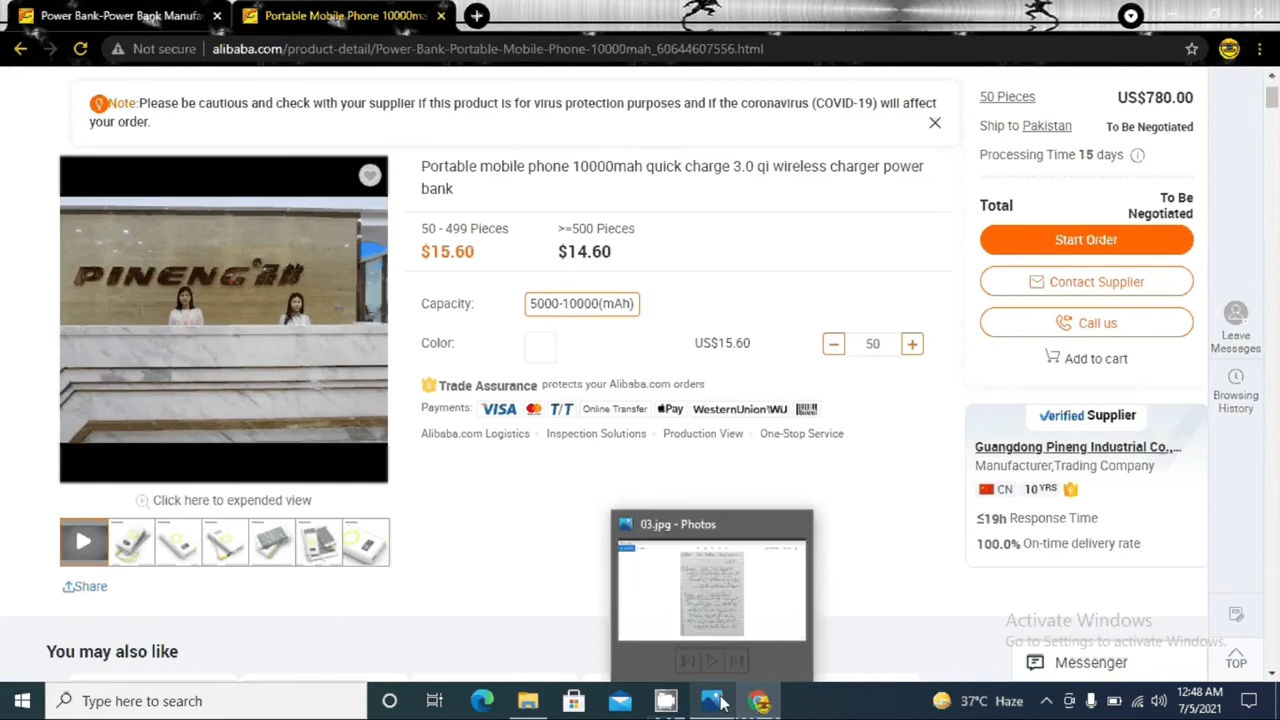 Power Bank-Power Bank Manufa
Portable Mobile Phone 10000ma
Not secure
alibaba.com/product-detail/Power-Bank-Portable-Mobile-Phone-10000mah_60644607556.html
Note:Please be cautious and check with your supplier if this product is for virus protection purposes and if the coronavirus (COVID-19) will affect
your order.
50 Pieces US$780.00
Ship to Pakistan To Be Negotiated
Processing Time 15 days
Total To Be
Negotiated
Start Order
Contact Supplier
Call us
Add to cart
PINENG
Portable mobile phone 10000mah quick charge 3.0 qi wireless charger power
bank
50 - 499 Pieces >=500 Pieces
$15.60 $14.60
Capacity: 5000-10000(mAh)
Color: US$15.60 50
Trade Assurance protects your Alibaba.com orders
Payments: VISA T/T Online Transfer Pay WesternUnion WU
Alibaba.com Logistics Inspection Solutions Production View One-Stop Service
Click here to expended view
Share
You may also like
Verified Supplier
Guangdong Pineng Industrial Co.,...
Manufacturer,Trading Company
CN 10 YRS
≤19h Response Time
100.0% On-time delivery rate
Leave
Messages
Browsing
History
TOP
03.jpg - Photos
Activate Windows
Go to Settings to activate Windows.
Messenger
Type here to search
37°C Haze
12:48 AM
7/5/2021